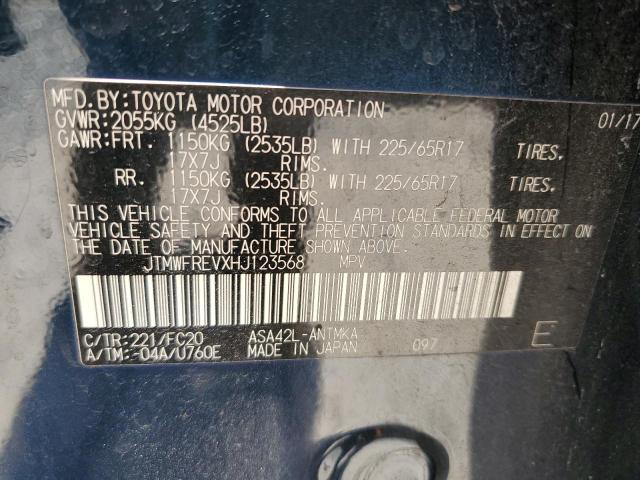 MFD.BY:TOYOTA MOTOR CORPORATION 01/17
GVWR:2055KG (4525LB)
GAWR:FRT. 1150KG (2535LB) WITH 225/65R17 TIRES.
17X7J RIMS.
RR. 1150KG (2535LB) WITH 225/65R17 TIRES.
17X7J RIMS.
THIS VEHICLE CONFORMS TO ALL APPLICABLE FEDERAL MOTOR
VEHICLE SAFETY AND THEFT PREVENTION STANDARDS IN EFFECT ON
THE DATE OF MANUFACTURE SHOWN ABOVE.
JTMWFREVXHJ123568 MPV
C/TR:221/FC20 ASA42L-ANTMKA
A/TM:-04A/U760E MADE IN JAPAN 097 E